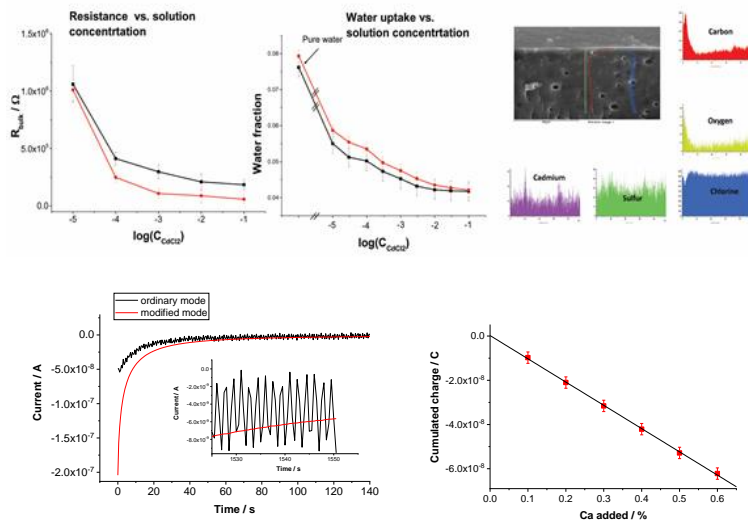 Resistance vs. solution
concentrtation
1.5x10⁶
1.0x10⁶
5.0x10⁵
0.0
R_bulk / Ω
-5 -4 -3 -2 -1
log(C_CdCl2)
Water uptake vs.
solution concentrtation
Pure water
0.08
0.07
0.06
0.05
0.04
Water fraction
-5 -4 -3 -2 -1
log(C_CdCl2)
Carbon
Oxygen
Cadmium
Sulfur
Chlorine
ordinary mode
modified mode
0.0
-5.0x10⁻⁸
-1.0x10⁻⁷
-1.5x10⁻⁷
-2.0x10⁻⁷
Current / A
0 20 40 60 80 100 120 140
Time / s
0.0
Current / A
1530 1540 1550
Time / s
0.0
-2.0x10⁻⁸
-4.0x10⁻⁸
-6.0x10⁻⁸
Cumulated charge / C
0.0 0.1 0.2 0.3 0.4 0.5 0.6
Ca added / %